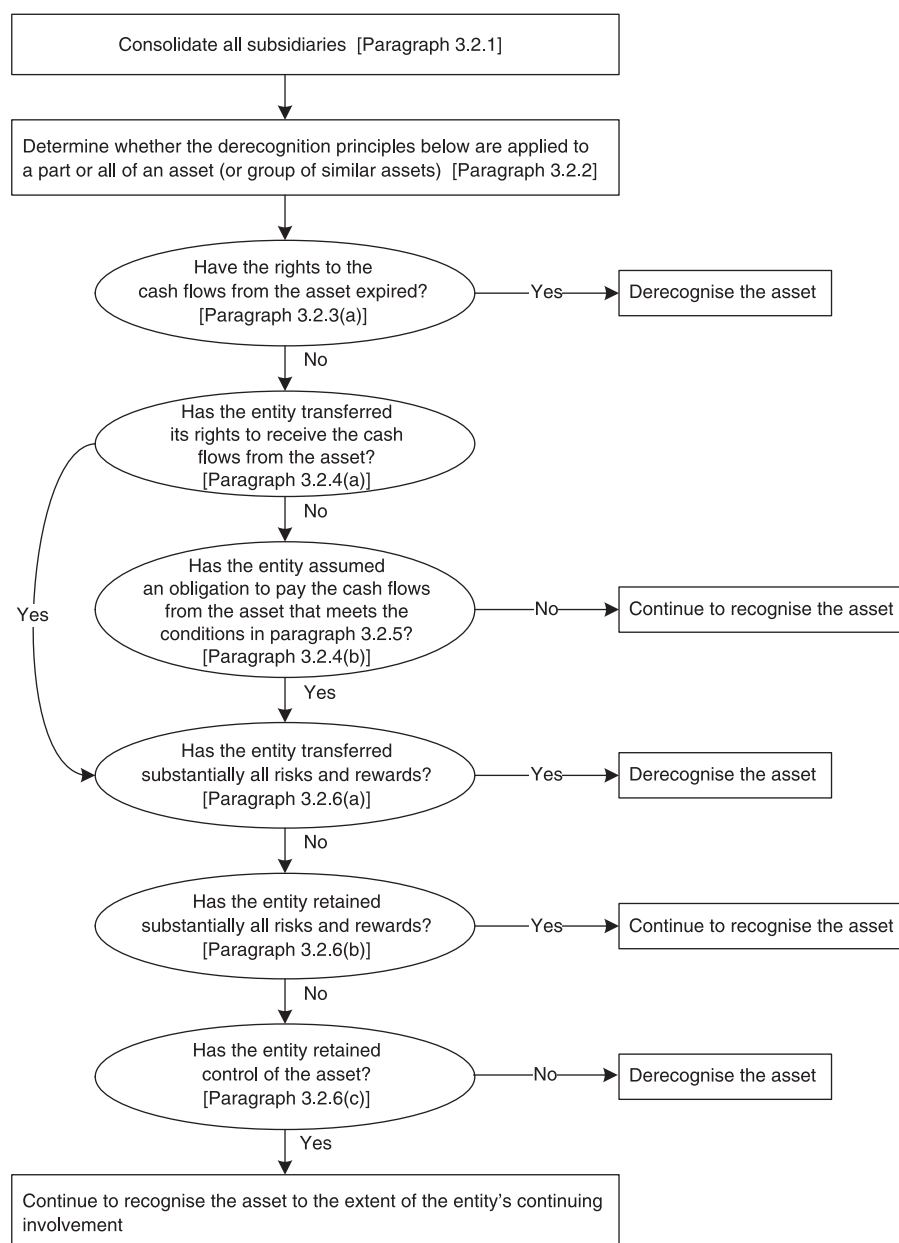 Consolidate all subsidiaries [Paragraph 3.2.1]
Determine whether the derecognition principles below are applied to
a part or all of an asset (or group of similar assets) [Paragraph 3.2.2]
Have the rights to the
cash flows from the asset expired?
[Paragraph 3.2.3(a)]
Yes
Derecognise the asset
No
Has the entity transferred
its rights to receive the cash
flows from the asset?
[Paragraph 3.2.4(a)]
No
Has the entity assumed
an obligation to pay the cash flows
from the asset that meets the
conditions in paragraph 3.2.5?
[Paragraph 3.2.4(b)]
Yes
No
Continue to recognise the asset
Yes
Has the entity transferred
substantially all risks and rewards?
[Paragraph 3.2.6(a)]
Yes
Derecognise the asset
No
Has the entity retained
substantially all risks and rewards?
[Paragraph 3.2.6(b)]
Yes
Continue to recognise the asset
No
Has the entity retained
control of the asset?
[Paragraph 3.2.6(c)]
No
Derecognise the asset
Yes
Continue to recognise the asset to the extent of the entity’s continuing
involvement